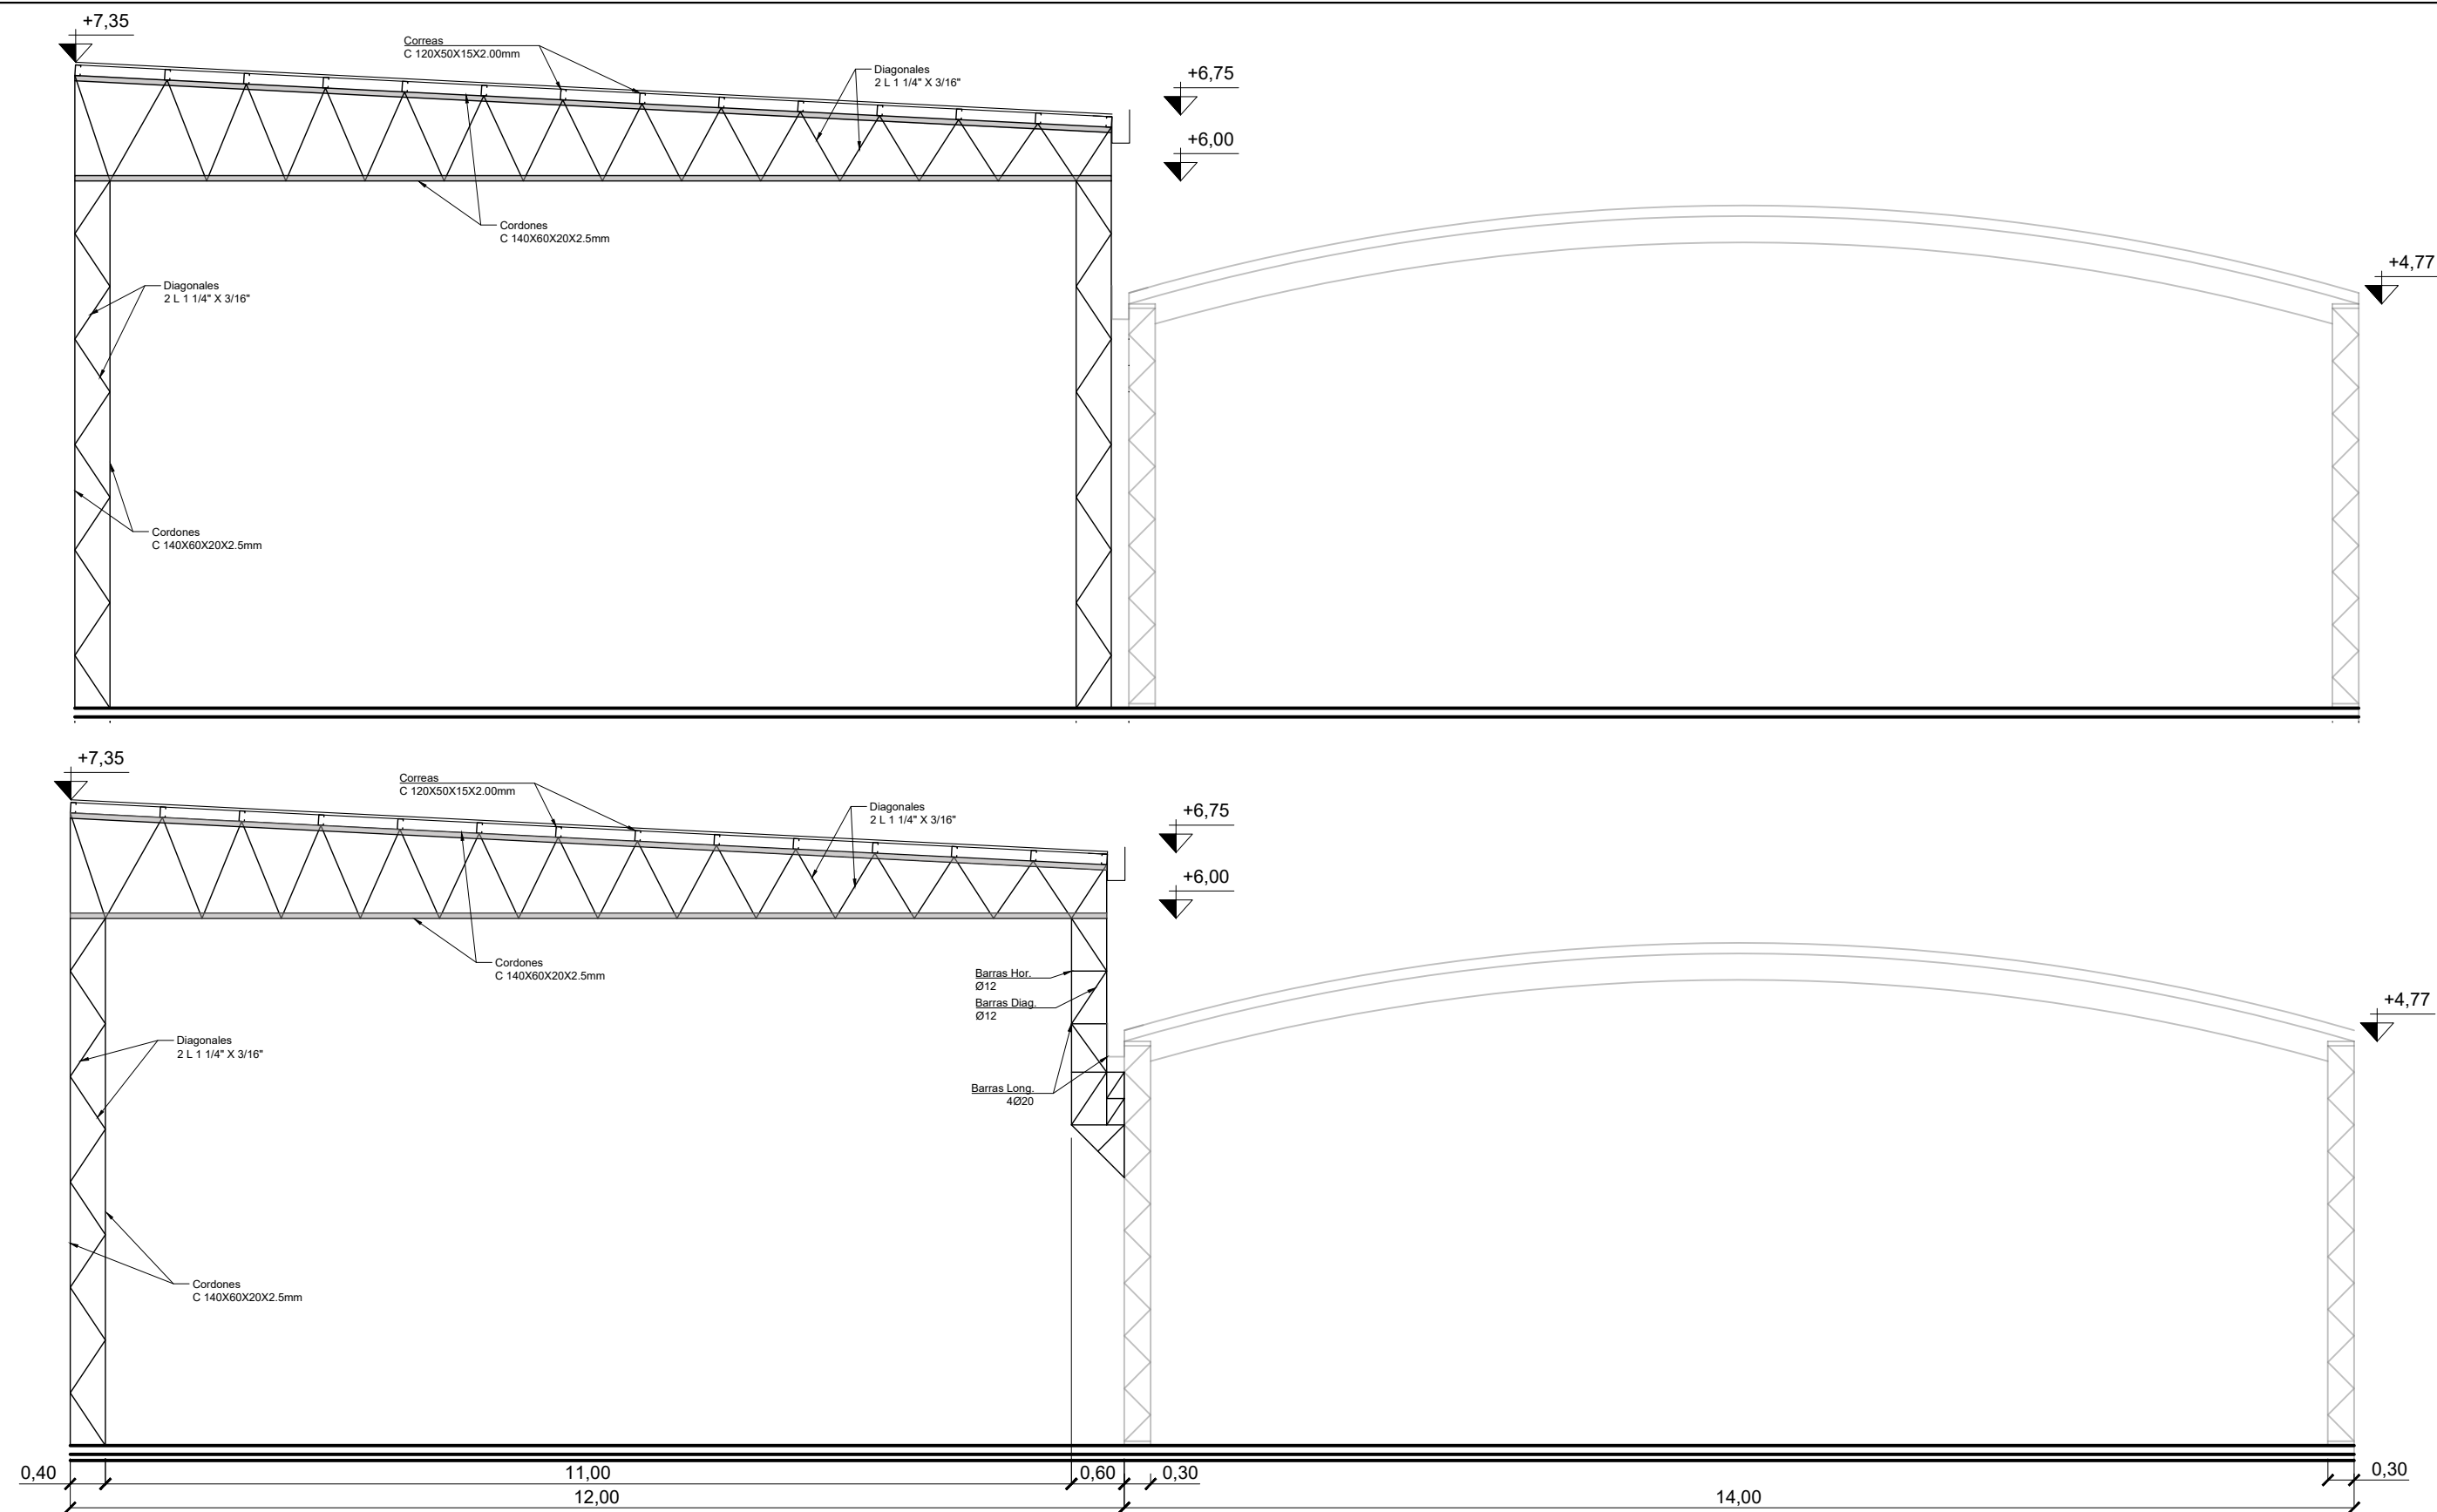 +7,35
Correas
C 120X50X15X2.00mm
Diagonales
2 L 1 1/4" X 3/16"
+6,75
+6,00
Cordones
C 140X60X20X2.5mm
+4,77
Diagonales
2 L 1 1/4" X 3/16"
Cordones
C 140X60X20X2.5mm
+7,35
Correas
C 120X50X15X2.00mm
Diagonales
2 L 1 1/4" X 3/16"
+6,75
+6,00
Cordones
C 140X60X20X2.5mm
Barras Hor.
Ø12
Barras Diag.
Ø12
+4,77
Diagonales
2 L 1 1/4" X 3/16"
Barras Long.
4Ø20
Cordones
C 140X60X20X2.5mm
0,40
11,00
0,60
0,30
0,30
12,00
14,00